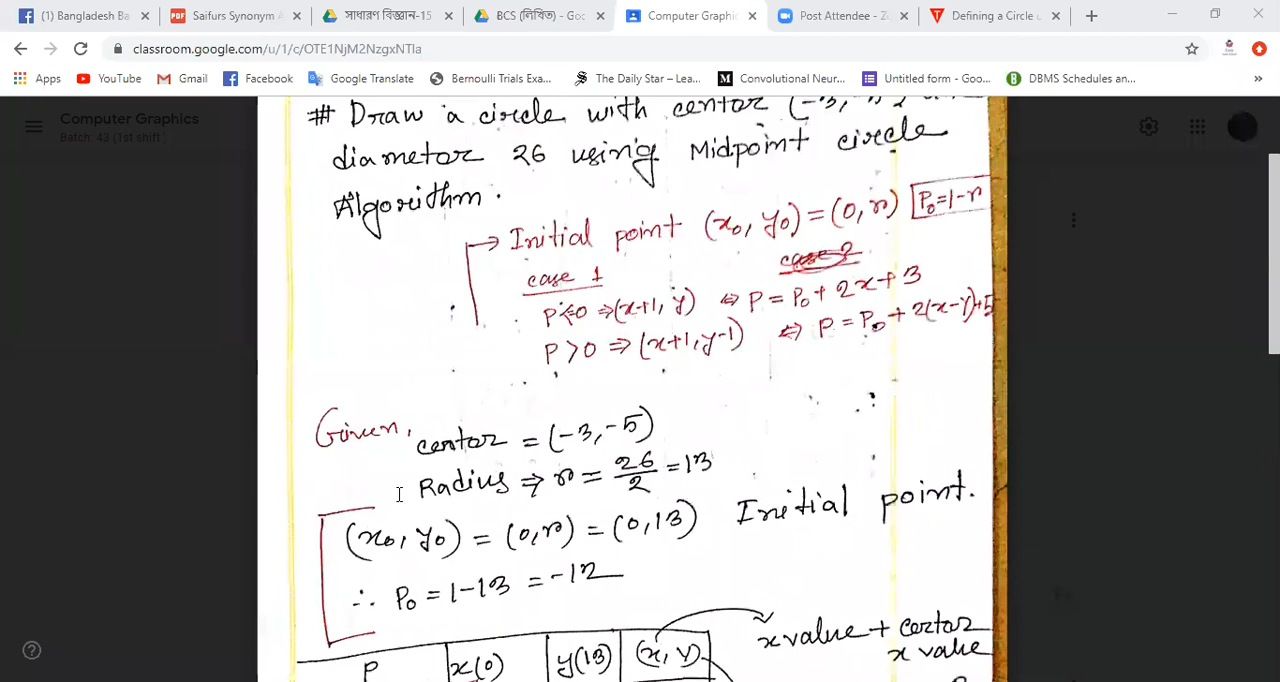 (1) Bangladesh Ba
Saifurs Synonym A
সাধারণ বিজ্ঞান-15
BCS (লিখিত) - Goo
Computer Graphic
Post Attendee - Zo
Defining a Circle u
classroom.google.com/u/1/c/OTE1NjM2NzgxNTla
Apps
YouTube
Gmail
Facebook
Google Translate
Bernoulli Trials Exa...
The Daily Star – Lea...
Convolutional Neur...
Untitled form - Goo...
DBMS Schedules an...
»
Computer Graphics
Batch: 43 (1st shift)
# Draw a circle with center (-3,
diameter 26 using Midpoint circle
Algorithm.
→ Initial point (x₀, y₀) = (0, r) P₀=1-r
case 1
P<0 ⇒ (x+1, y) ⇔ P = P₀ + 2x + 3
P > 0 ⇒ (x+1, y-1) ⇔ P = P₀ + 2(x-y)+5
Given,
center = (-3, -5)
Radius ⇒ r = 26/2 = 13
(x₀, y₀) = (0, r) = (0, 13) Initial point.
∴ P₀ = 1-13 = -12
P x(0) y(13) (x, y) x value + center
x value